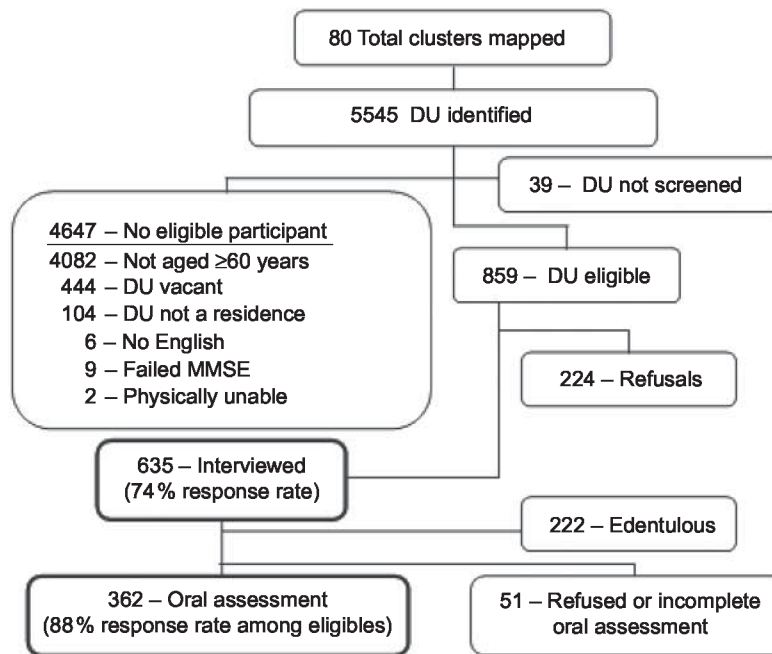 80 Total clusters mapped
5545 DU identified
39 – DU not screened
4647 – No eligible participant
4082 – Not aged ≥60 years
444 – DU vacant
104 – DU not a residence
6 – No English
9 – Failed MMSE
2 – Physically unable
859 – DU eligible
224 – Refusals
635 – Interviewed
(74% response rate)
222 – Edentulous
362 – Oral assessment
(88% response rate among eligibles)
51 – Refused or incomplete
oral assessment